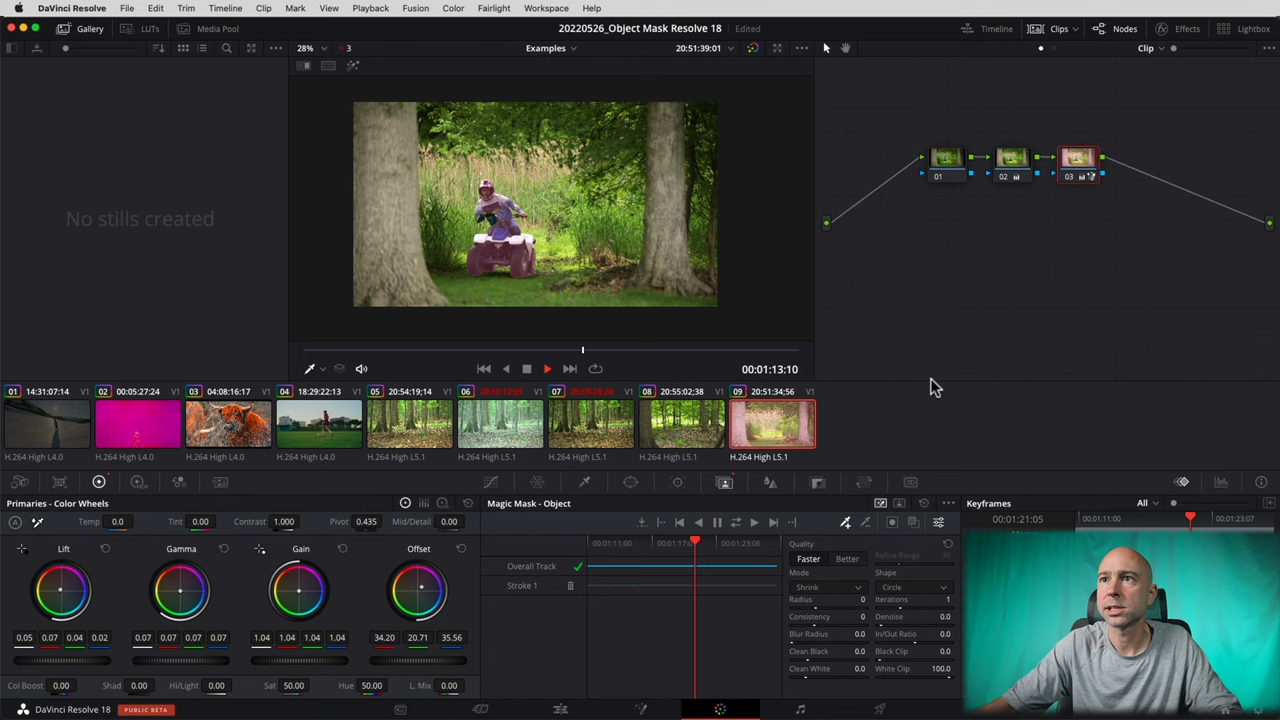 DaVinci Resolve File Edit Trim Timeline Clip Mark View Playback Fusion Color Fairlight Workspace Help
Gallery LUTs Media Pool 20220526_Object Mask Resolve 18 Edited Timeline Clips Nodes Effects Lightbox
28% 3 Examples 20:51:39:01 Clip
No stills created
01 02 03
00:01:13:10
01 14:31:07:14 V1 02 00:05:27:24 V1 03 04:08:16:17 V1 04 18:29:22:13 V1 05 20:54:19;14 V1 06 V1 07 V1 08 20:55:02;38 V1 09 20:51:34;56 V1
H.264 High L4.0 H.264 High L4.0 H.264 High L4.0 H.264 High L4.0 H.264 High L5.1 H.264 High L5.1 H.264 High L5.1 H.264 High L5.1 H.264 High L5.1
Primaries - Color Wheels Magic Mask - Object Keyframes All
Temp 0.0 Tint 0.00 Contrast 1.000 Pivot 0.435 Mid/Detail 0.00
00:01:21:05 00:01:11:00 00:01:23:07
Lift Gamma Gain Offset
00:01:11:00 00:01:17: 00:01:23:06
Quality
Faster Better Refine Range 30
Overall Track
Mode Shape
Stroke 1
Shrink Circle
Radius 0 Iterations 1
Consistency 0 Denoise 0.0
Blur Radius 0.0 In/Out Ratio 0.0
0.05 0.07 0.04 0.02 0.07 0.07 0.07 0.07 1.04 1.04 1.04 1.04 34.20 20.71 35.56
Clean Black 0.0 Black Clip 0.0
Clean White 0.0 White Clip 100.0
Col Boost 0.00 Shad 0.00 Hi/Light 0.00 Sat 50.00 Hue 50.00 L. Mix 0.00
DaVinci Resolve 18 PUBLIC BETA